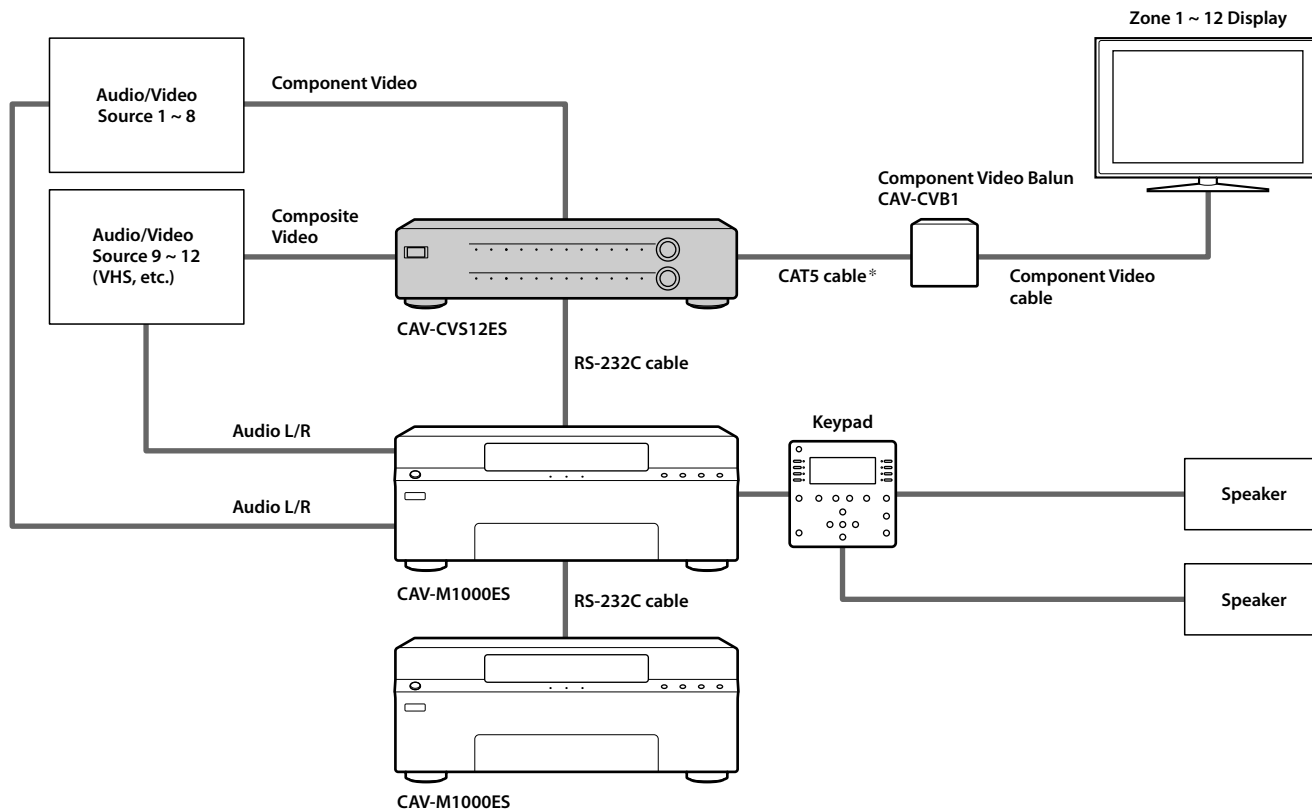 Zone 1 ~ 12 Display
Audio/Video
Source 1 ~ 8
Component Video
Audio/Video
Source 9 ~ 12
(VHS, etc.)
Composite
Video
CAV-CVS12ES
Component Video Balun
CAV-CVB1
CAT5 cable*
Component Video
cable
RS-232C cable
Audio L/R
Audio L/R
CAV-M1000ES
Keypad
Speaker
Speaker
RS-232C cable
CAV-M1000ES